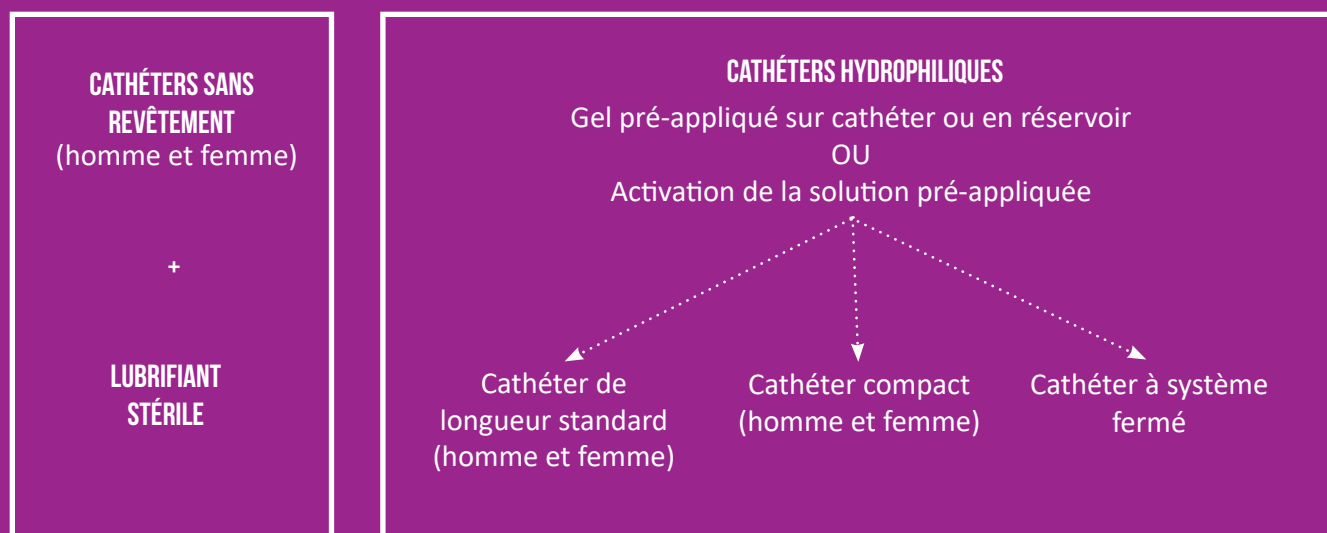 CATHÉTERS SANS
REVÊTEMENT
(homme et femme)
+
LUBRIFIANT
STÉRILE
CATHÉTERS HYDROPHILIQUES
Gel pré-appliqué sur cathéter ou en réservoir
OU
Activation de la solution pré-appliquée
Cathéter de
longueur standard
(homme et femme)
Cathéter compact
(homme et femme)
Cathéter à système
fermé